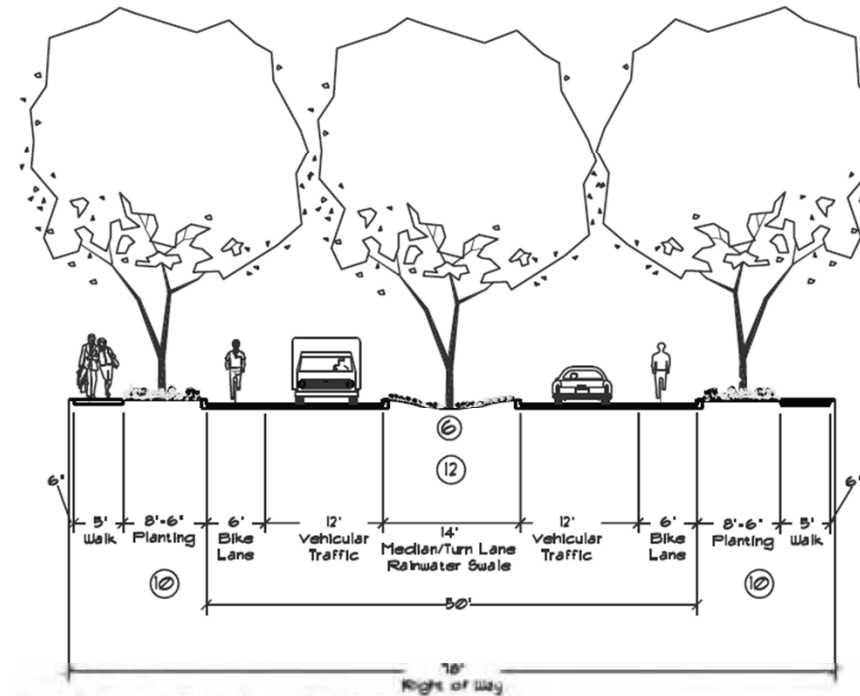 6
12
6"
6"
5'
8'-6"
6'
12'
14'
12'
6'
8'-6"
5'
Walk
Planting
Bike
Lane
Vehicular
Traffic
Median/Turn Lane
Rainwater Swale
Vehicular
Traffic
Bike
Lane
Planting
Walk
10
10
50'
78'
Right of Way